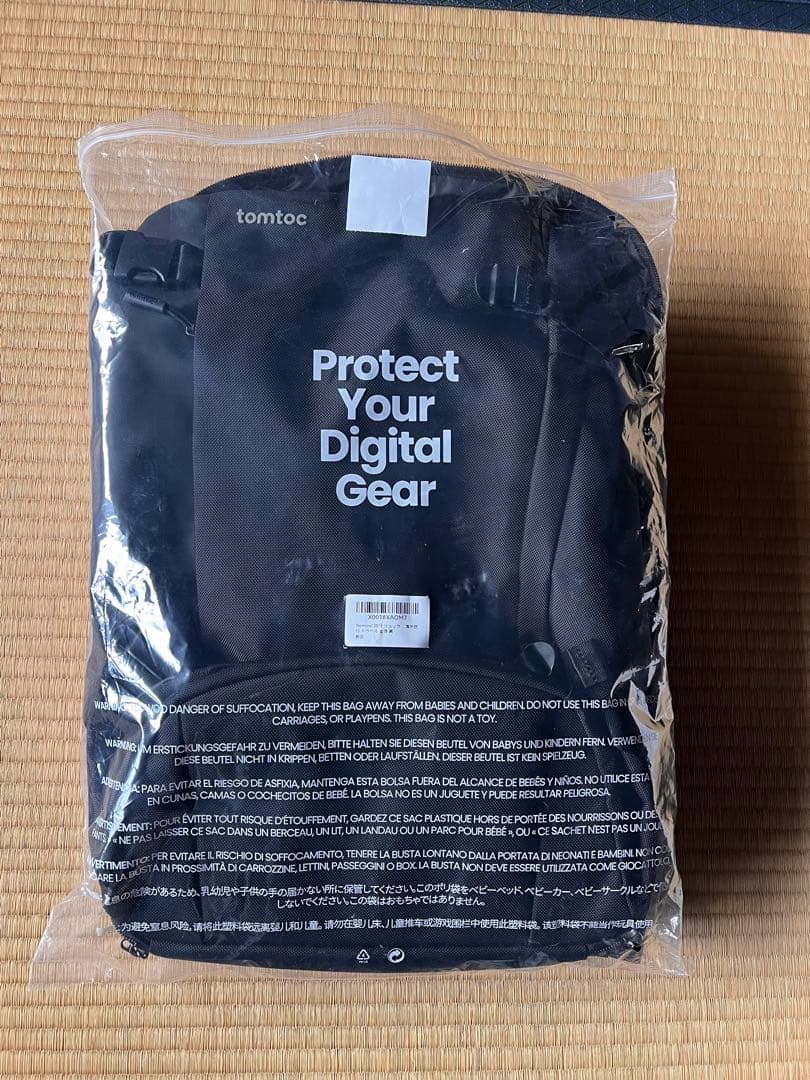 tomtoc
Protect
Your
Digital
Gear
DANGER OF SUFFOCATION, KEEP THIS BAG AWAY FROM BABIES AND CHILDREN. DO NOT USE THIS BAG IN
CARRIAGES, OR PLAYPENS. THIS BAG IS NOT A TOY.
WARNUNG: UM ERSTICKUNGSGEFAHR ZU VERMEIDEN, BITTE HALTEN SIE DIESEN BEUTEL VON BABYS UND KINDERN FERN.
DIESE BEUTEL NICHT IN KRIPPEN, BETTEN ODER LAUFSTÄLLEN. DIESER BEUTEL IST KEIN SPIELZEUG.
PARA EVITAR EL RIESGO DE ASFIXIA, MANTENGA ESTA BOLSA FUERA DEL ALCANCE DE BEBÉS Y NIÑOS. NO UTILICE ESTA
EN CUNAS, CAMAS O COCHECITOS DE BEBÉ. LA BOLSA NO ES UN JUGUETE Y PUEDE RESULTAR PELIGROSA.
POUR ÉVITER TOUT RISQUE D'ÉTOUFFEMENT, GARDEZ CE SAC PLASTIQUE HORS DE PORTÉE DES NOURRISSONS OU
« NE PAS LAISSER CE SAC DANS UN BERCEAU, UN LIT, UN LANDAU OU UN PARC POUR BÉBÉ », OU « CE SACHET N'EST PAS UN
PER EVITARE IL RISCHIO DI SOFFOCAMENTO, TENERE LA BUSTA LONTANO DALLA PORTATA DI NEONATI E BAMBINI. NON
LA BUSTA IN PROSSIMITÀ DI CARROZZINE, LETTINI, PASSEGGINI O BOX. LA BUSTA NON DEVE ESSERE UTILIZZATA COME GIOCATTOLO.
の危険があるため、乳幼児や子供の手の届かない所に保管してください。このポリ袋をベビーベッド、ベビーカー、ベビーサークルなどで
しないでください。この袋はおもちゃではありません。
为避免窒息风险，请将此塑料袋远离婴儿和儿童。请勿在婴儿床、儿童推车或游戏围栏中使用此塑料袋。该塑料袋不能当作玩具使用